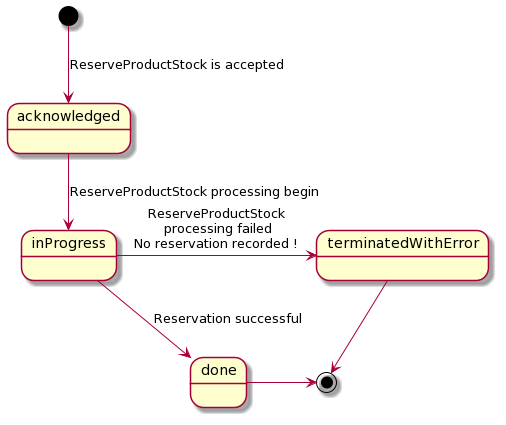 ReserveProductStock is accepted
acknowledged
ReserveProductStock processing begin
ReserveProductStock
processing failed
No reservation recorded !
inProgress
terminatedWithError
Reservation successful
done